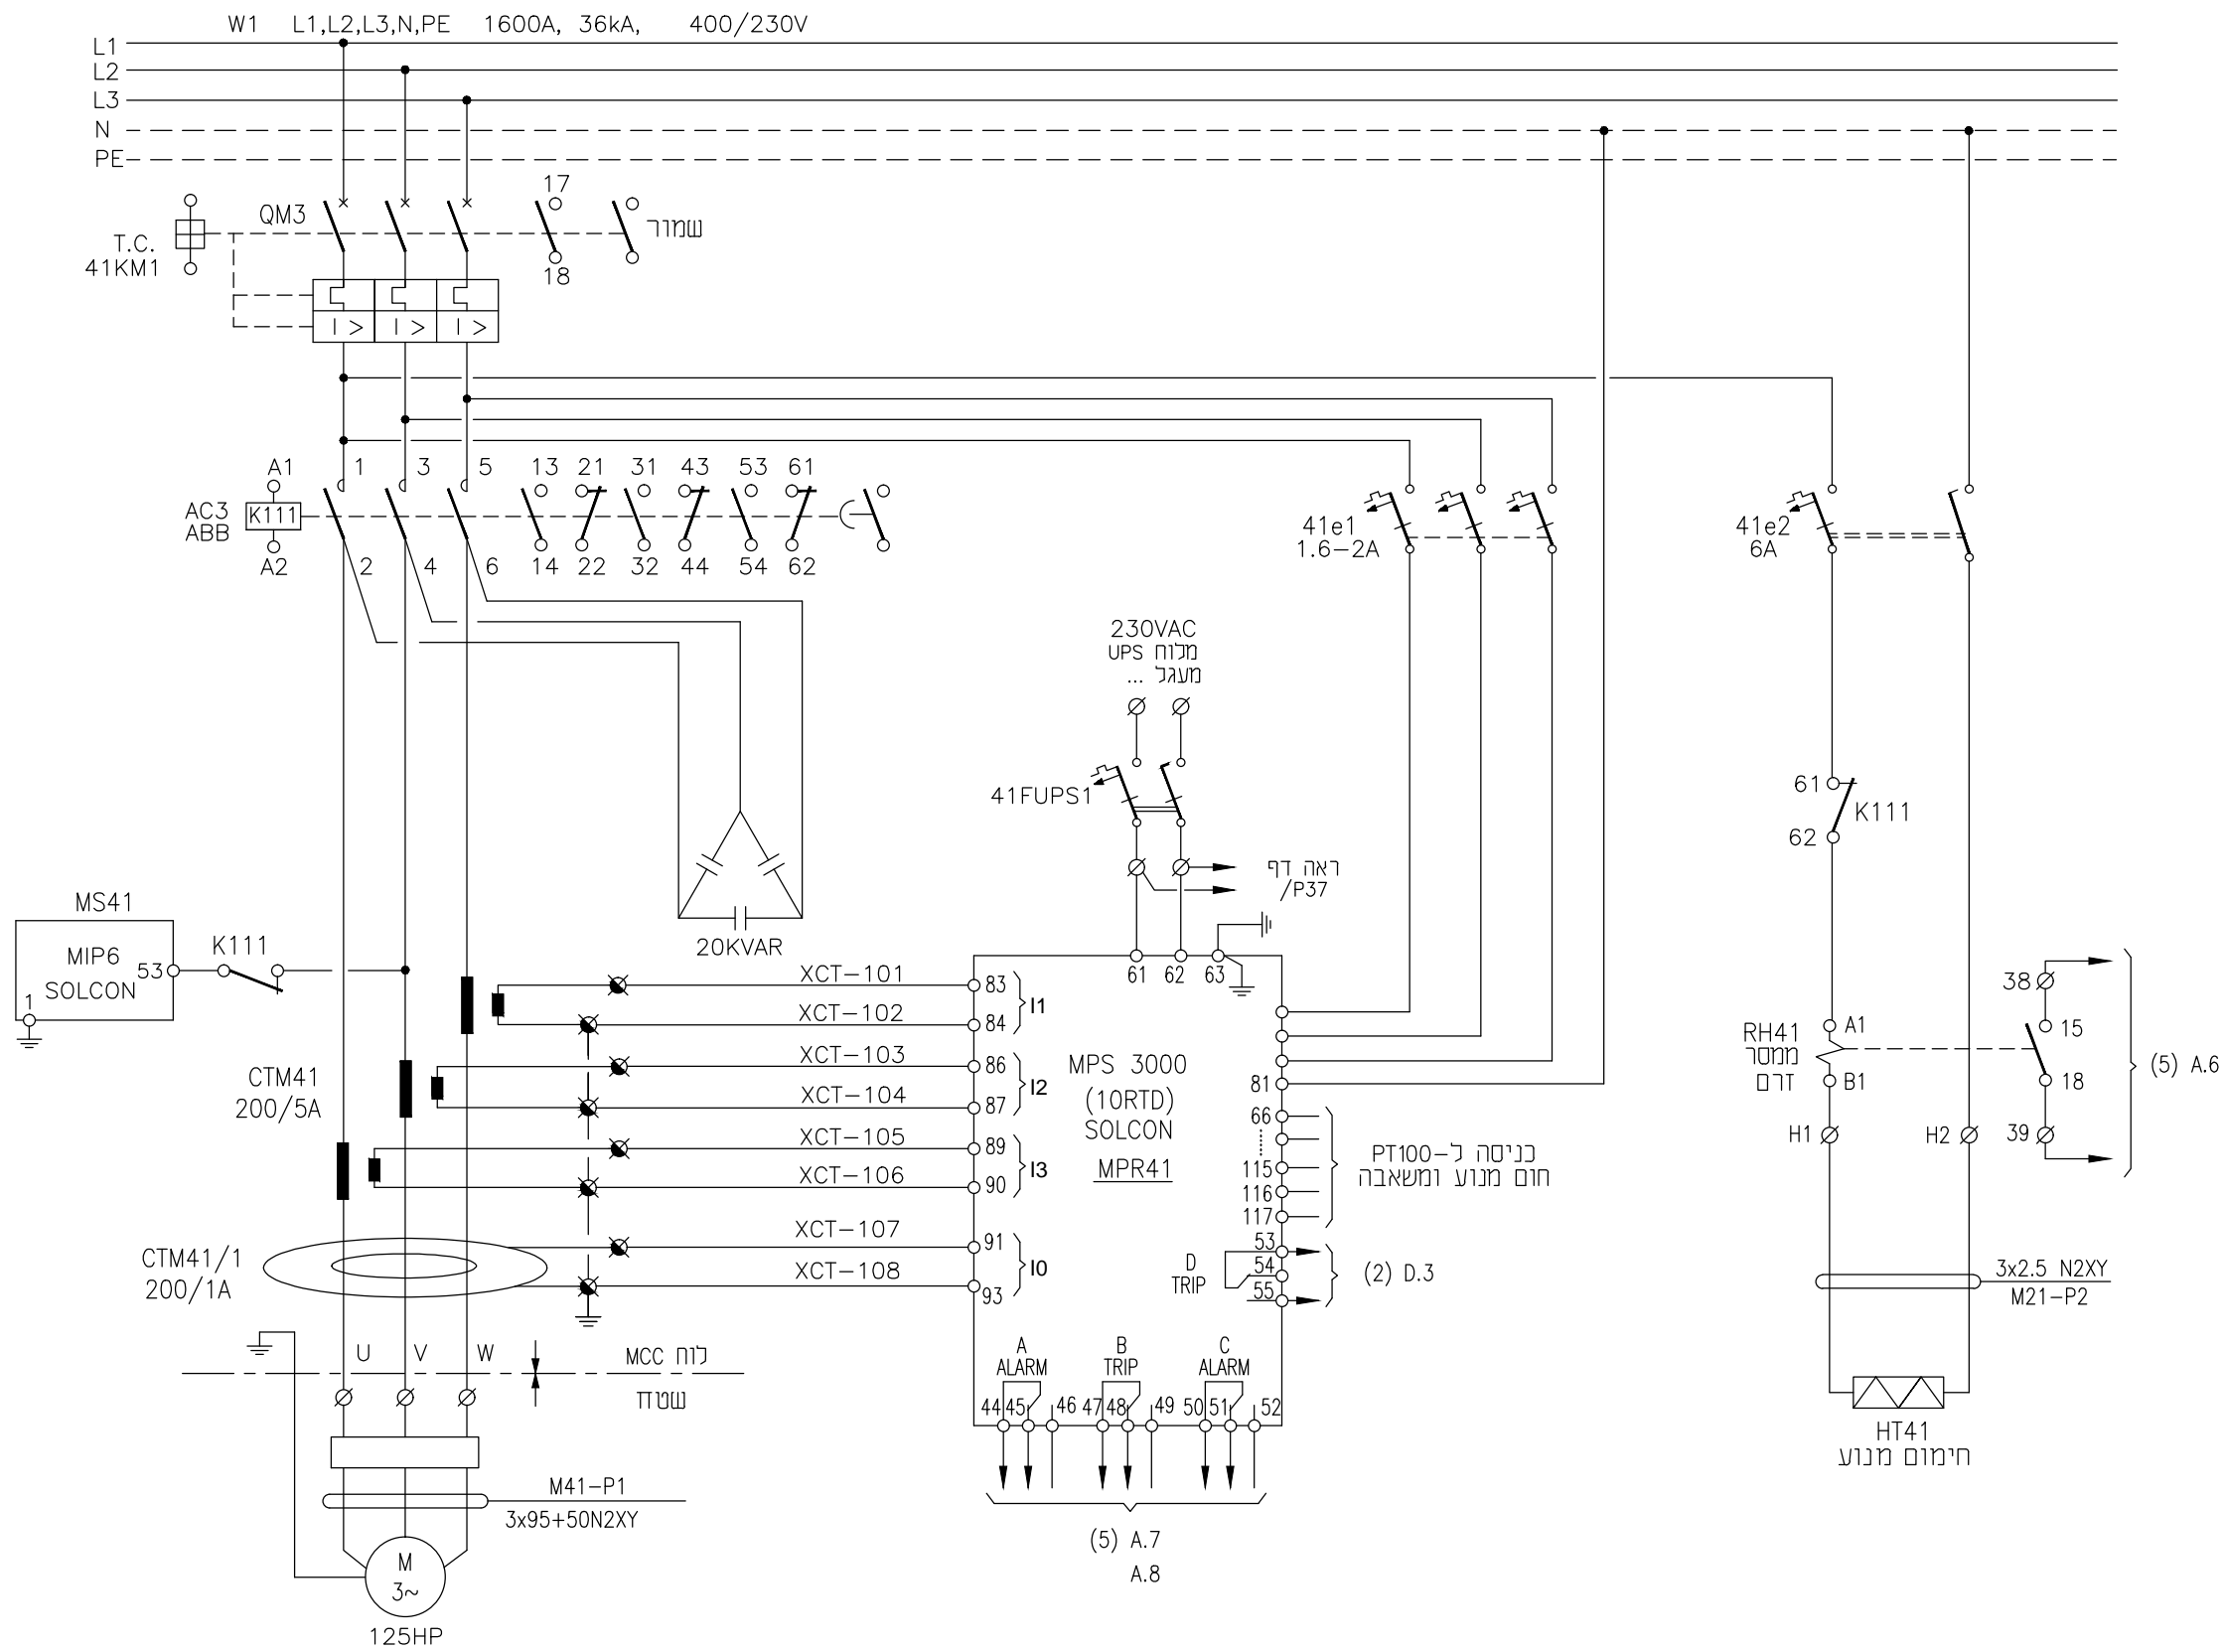 W1 L1,L2,L3,N,PE 1600A, 36kA, 400/230V
L1
L2
L3
N
PE
QM3
17
18
שמור
T.C.
41KM1
I > I > I >
A1 1 3 5 13 21 31 43 53 61
AC3
ABB
K111
A2 2 4 6 14 22 32 44 54 62
41e1
1.6-2A
41e2
6A
230VAC
מלוח UPS
מעגל ...
41FUPS1
ראה דף
/P37
61
K111
62
20KVAR
MS41
MIP6
SOLCON
53
1
K111
CTM41
200/5A
CTM41/1
200/1A
XCT-101
XCT-102
XCT-103
XCT-104
XCT-105
XCT-106
XCT-107
XCT-108
83
84
I1
86
87
I2
89
90
I3
91
93
I0
61 62 63
MPS 3000
(10RTD)
SOLCON
MPR41
81
66
115
116
117
כניסה ל-PT100
חום מנוע ומשאבה
53
54
55
D
TRIP
(2) D.3
A
ALARM
B
TRIP
C
ALARM
44 45 46 47 48 49 50 51 52
(5) A.7
A.8
RH41
ממסר
זרם
A1
B1
H1
H2
38
15
18
39
(5) A.6
3x2.5 N2XY
M21-P2
HT41
חימום מנוע
U V W
לוח MCC
שטח
M41-P1
3x95+50N2XY
M
3~
125HP